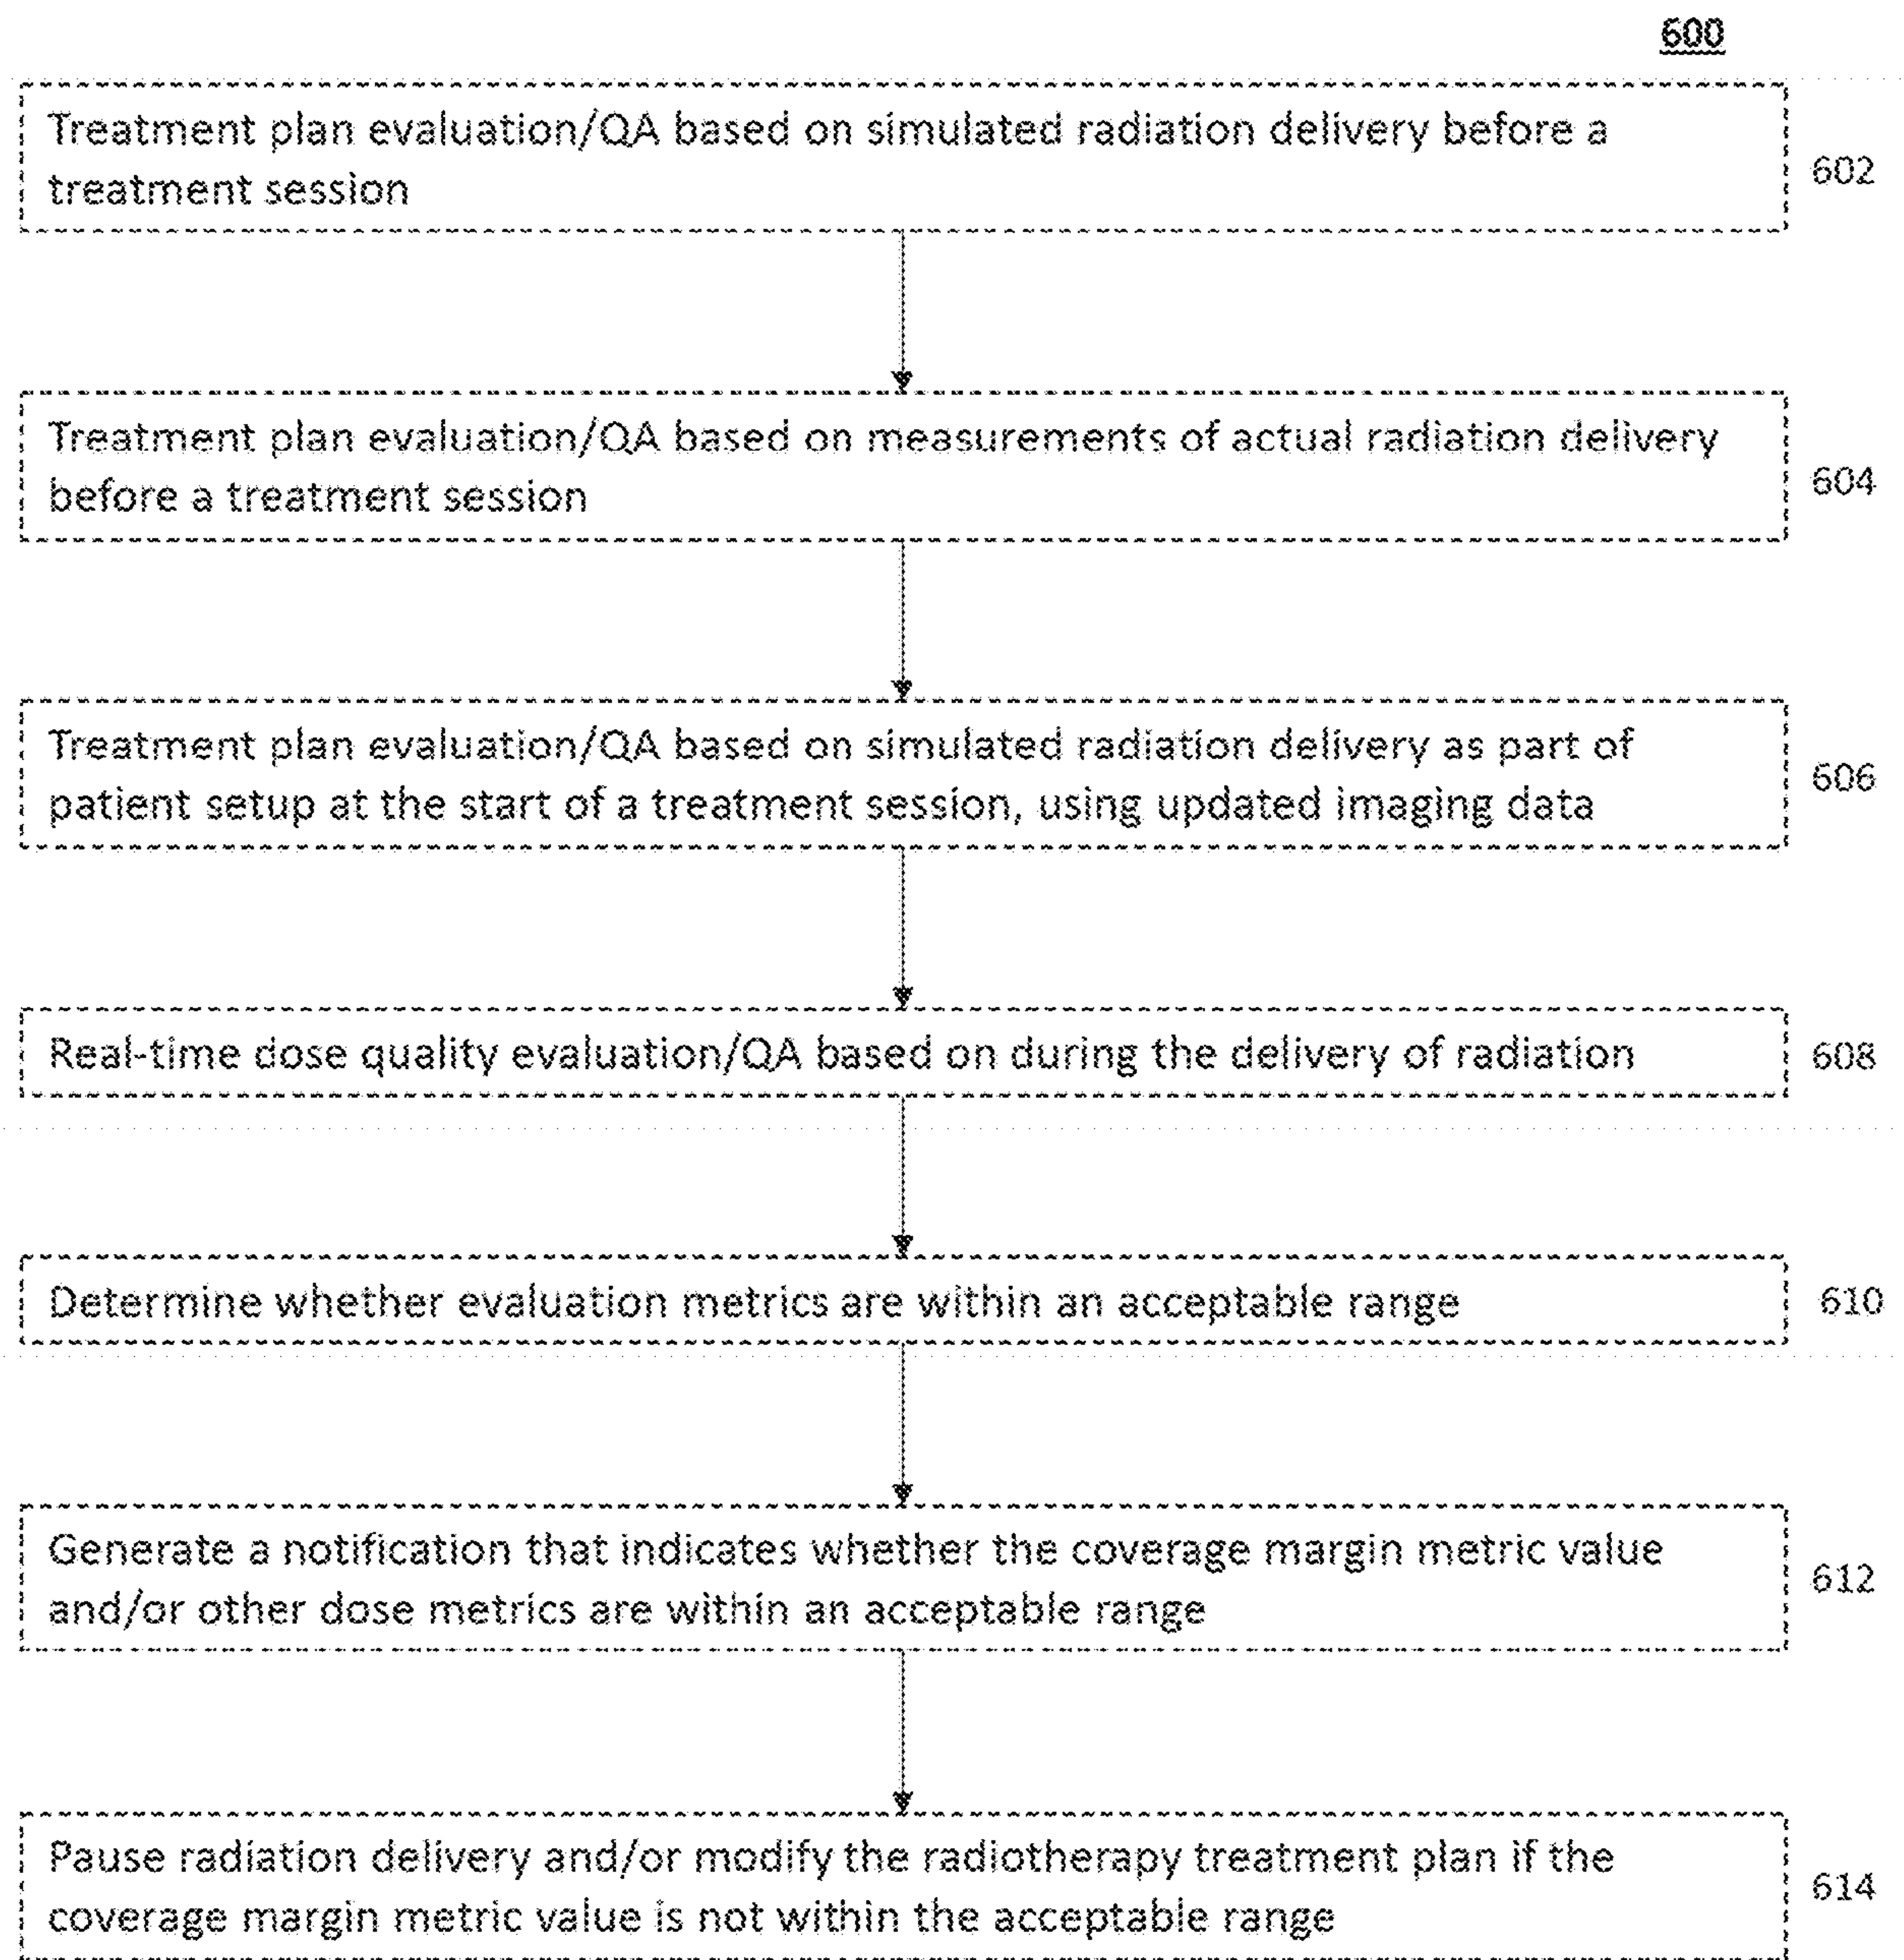 600
Treatment plan evaluation/QA based on simulated radiation delivery before a
treatment session
602
Treatment plan evaluation/QA based on measurements of actual radiation delivery
before a treatment session
604
Treatment plan evaluation/QA based on simulated radiation delivery as part of
patient setup at the start of a treatment session, using updated imaging data
606
Real-time dose quality evaluation/QA based on during the delivery of radiation
608
Determine whether evaluation metrics are within an acceptable range
610
Generate a notification that indicates whether the coverage margin metric value
and/or other dose metrics are within an acceptable range
612
Pause radiation delivery and/or modify the radiotherapy treatment plan if the
coverage margin metric value is not within the acceptable range
614